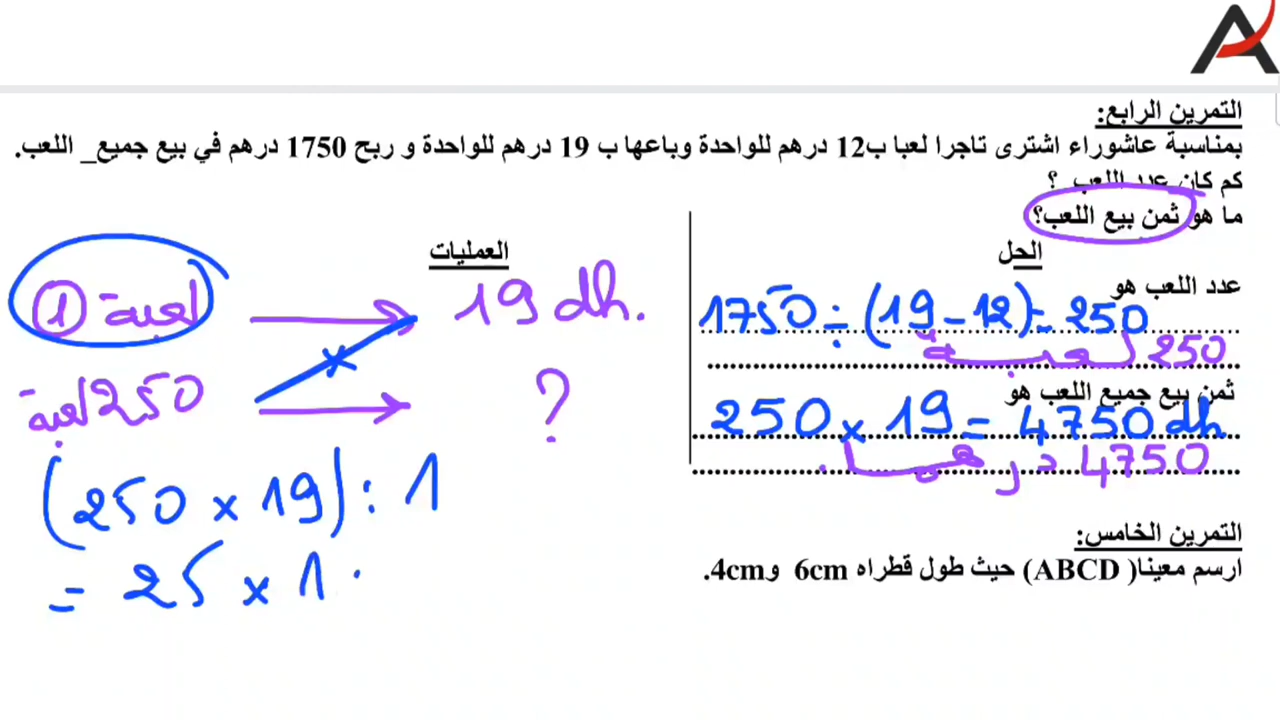 التمرين الرابع:
بمناسبة عاشوراء اشترى تاجرا لعبا ب12 درهم للواحدة وباعها ب 19 درهم للواحدة و ربح 1750 درهم في بيع جميع_ اللعب.
كم كان عدد اللعب ؟
ما هو ثمن بيع اللعب؟
الحل
عدد اللعب هو
1750 ÷ (19 - 12) = 250
250 لعبة
ثمن بيع جميع اللعب هو
250 x 19 = 4750 dh
4750 درهما
العمليات
1 لعبة 19 dh.
250 لعبة ?
(250 x 19) : 1
= 25 x 1
التمرين الخامس:
ارسم معينا( ABCD) حيث طول قطراه 6cm و4cm.